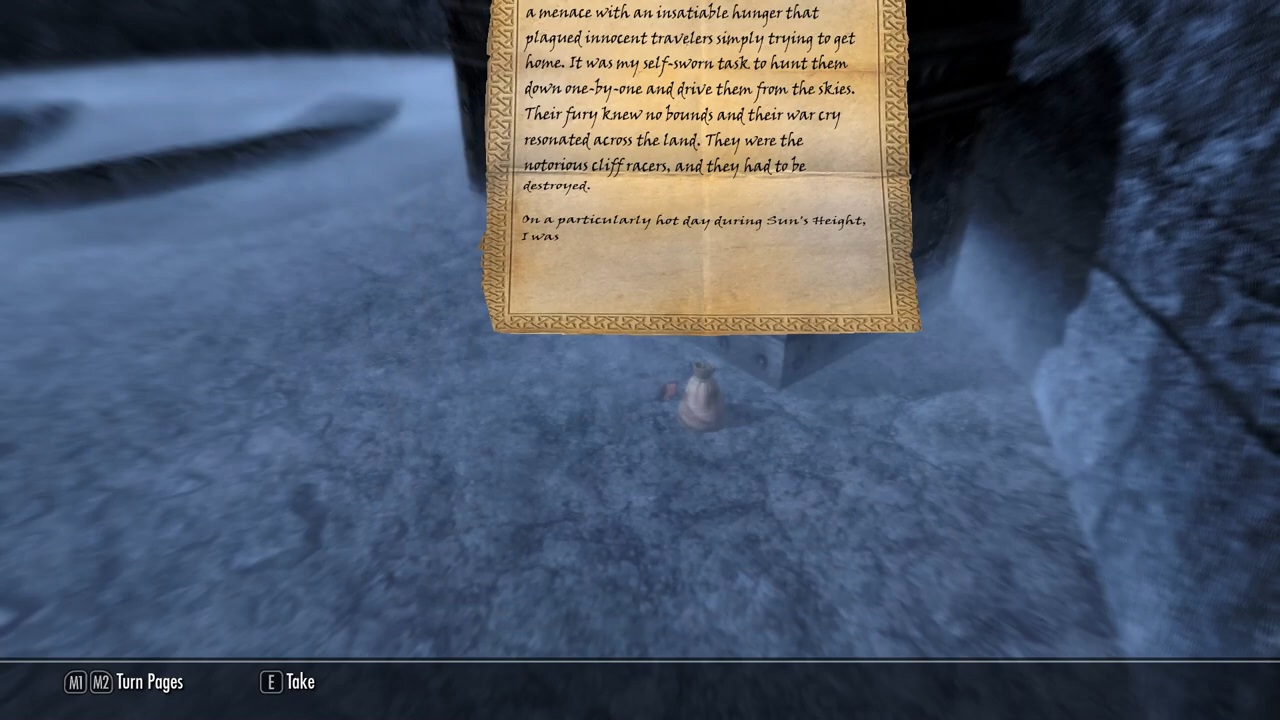 a menace with an insatiable hunger that
plagued innocent travelers simply trying to get
home. It was my self-sworn task to hunt them
down one-by-one and drive them from the skies.
Their fury knew no bounds and their war cry
resonated across the land. They were the
notorious cliff racers, and they had to be
destroyed.
On a particularly hot day during Sun's Height,
I was
M1 M2 Turn Pages
E Take